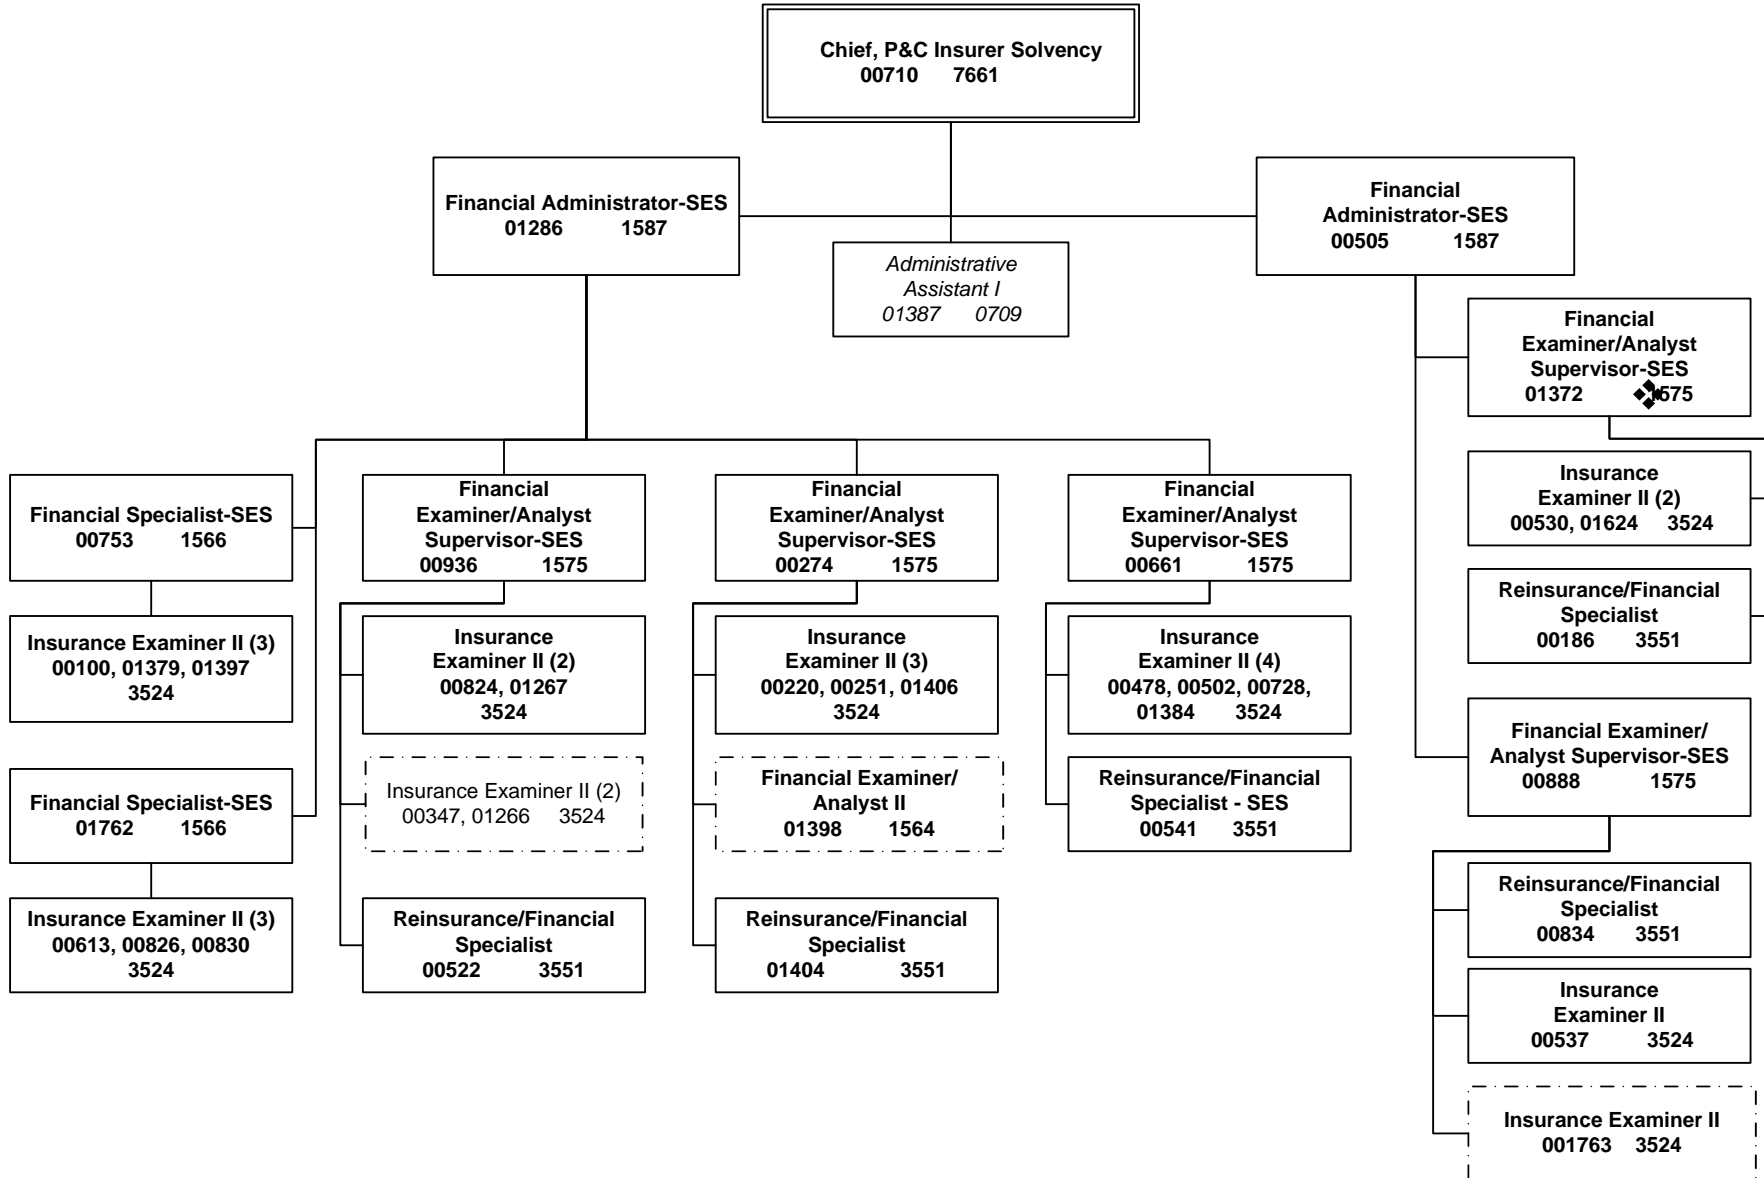 Chief, P&C Insurer Solvency
00710 7661
Financial Administrator-SES
01286 1587
Financial
Administrator-SES
00505 1587
Administrative
Assistant I
01387 0709
Financial
Examiner/Analyst
Supervisor-SES
01372 1575
Insurance
Examiner II (2)
00530, 01624 3524
Reinsurance/Financial
Specialist
00186 3551
Financial Specialist-SES
00753 1566
Insurance Examiner II (3)
00100, 01379, 01397
3524
Financial Specialist-SES
01762 1566
Insurance Examiner II (3)
00613, 00826, 00830
3524
Financial
Examiner/Analyst
Supervisor-SES
00936 1575
Insurance
Examiner II (2)
00824, 01267
3524
Insurance Examiner II (2)
00347, 01266 3524
Reinsurance/Financial
Specialist
00522 3551
Financial
Examiner/Analyst
Supervisor-SES
00274 1575
Insurance
Examiner II (3)
00220, 00251, 01406
3524
Financial Examiner/
Analyst II
01398 1564
Reinsurance/Financial
Specialist
01404 3551
Financial
Examiner/Analyst
Supervisor-SES
00661 1575
Insurance
Examiner II (4)
00478, 00502, 00728,
01384 3524
Reinsurance/Financial
Specialist - SES
00541 3551
Financial Examiner/
Analyst Supervisor-SES
00888 1575
Reinsurance/Financial
Specialist
00834 3551
Insurance
Examiner II
00537 3524
Insurance Examiner II
001763 3524